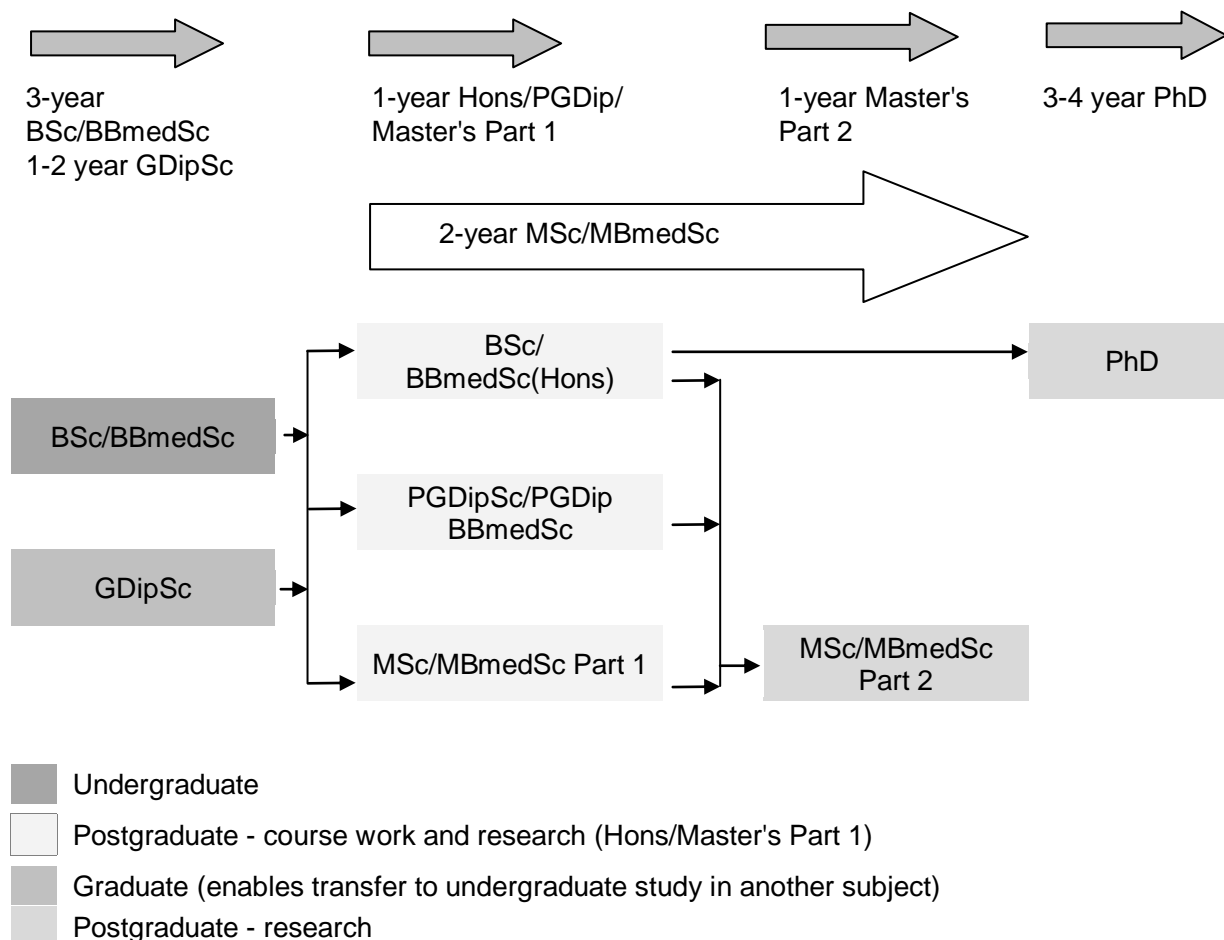 3-year
BSc/BBmedSc
1-2 year GDipSc
1-year Hons/PGDip/
Master's Part 1
1-year Master's
Part 2
3-4 year PhD
2-year MSc/MBmedSc
BSc/
BBmedSc(Hons)
PhD
BSc/BBmedSc
PGDipSc/PGDip
BBmedSc
GDipSc
MSc/MBmedSc Part 1
MSc/MBmedSc
Part 2
Undergraduate
Postgraduate - course work and research (Hons/Master's Part 1)
Graduate (enables transfer to undergraduate study in another subject)
Postgraduate - research